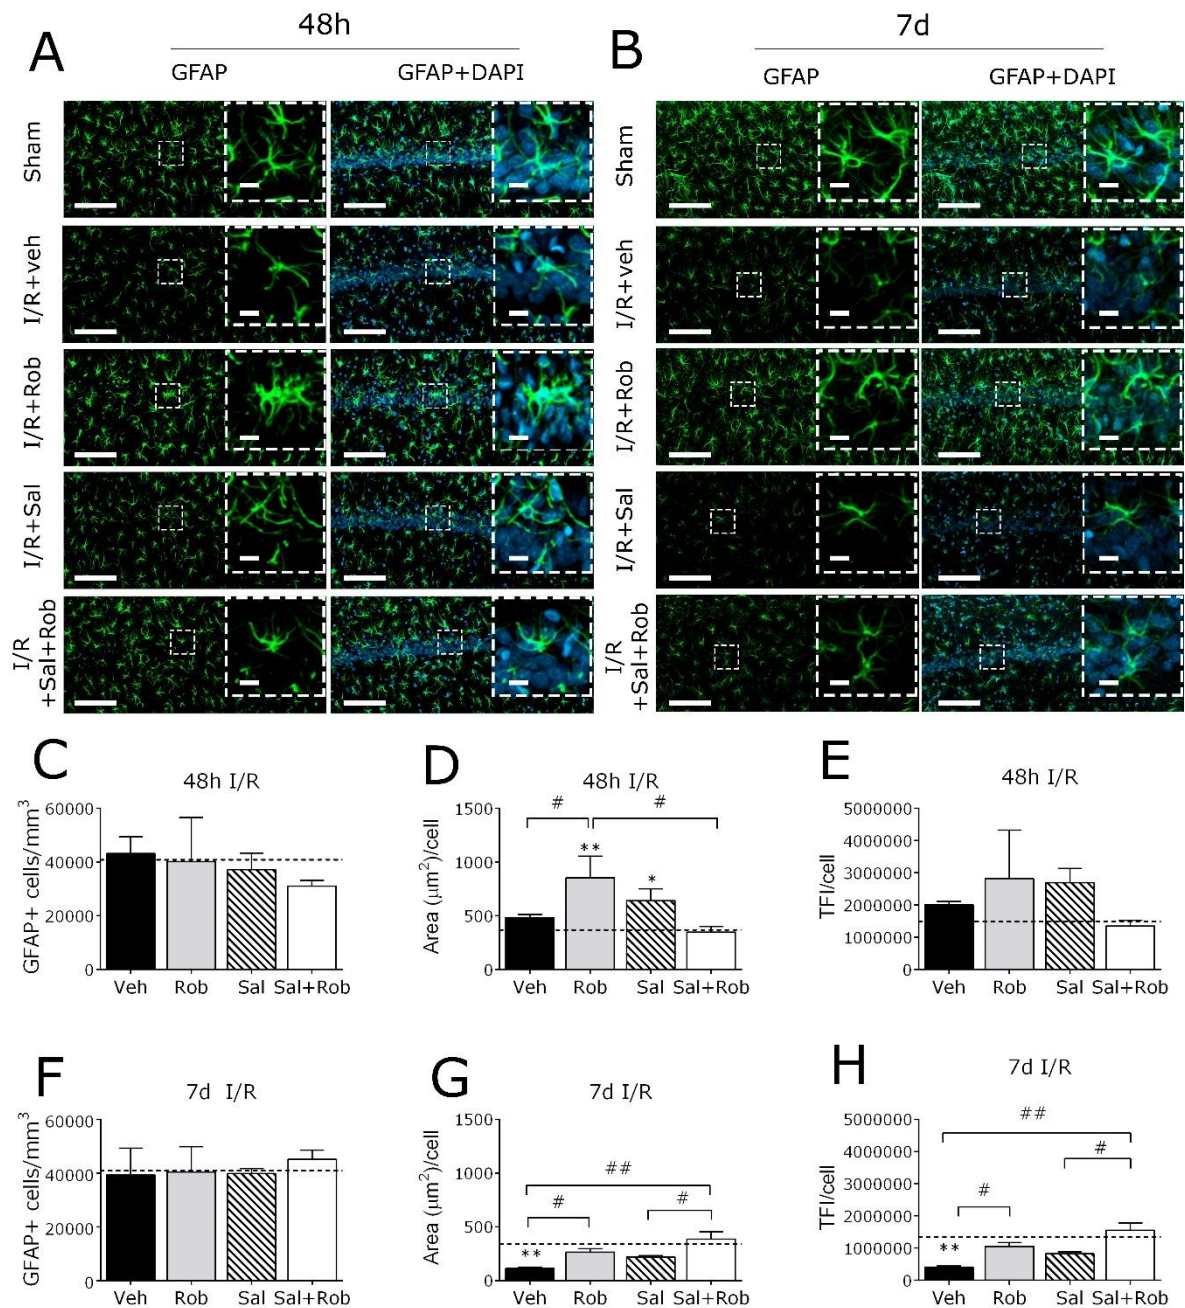 48h
7d
A
B
GFAP
GFAP+DAPI
GFAP
GFAP+DAPI
Sham
Sham
I/R+veh
I/R+veh
I/R+Rob
I/R+Rob
I/R+Sal
I/R+Sal
I/R
+Sal+Rob
I/R
+Sal+Rob
C
48h I/R
GFAP+ cells/mm³
60000
40000
20000
0
Veh Rob Sal Sal+Rob
D
48h I/R
Area (μm²)/cell
1500
1000
500
0
# #
**
*
Veh Rob Sal Sal+Rob
E
48h I/R
TFI/cell
5000000
4000000
3000000
2000000
1000000
0
Veh Rob Sal Sal+Rob
F
7d I/R
GFAP+ cells/mm³
60000
40000
20000
0
Veh Rob Sal Sal+Rob
G
7d I/R
Area (μm²)/cell
1500
1000
500
0
##
# #
**
Veh Rob Sal Sal+Rob
H
7d I/R
TFI/cell
5000000
4000000
3000000
2000000
1000000
0
##
#
#
**
Veh Rob Sal Sal+Rob